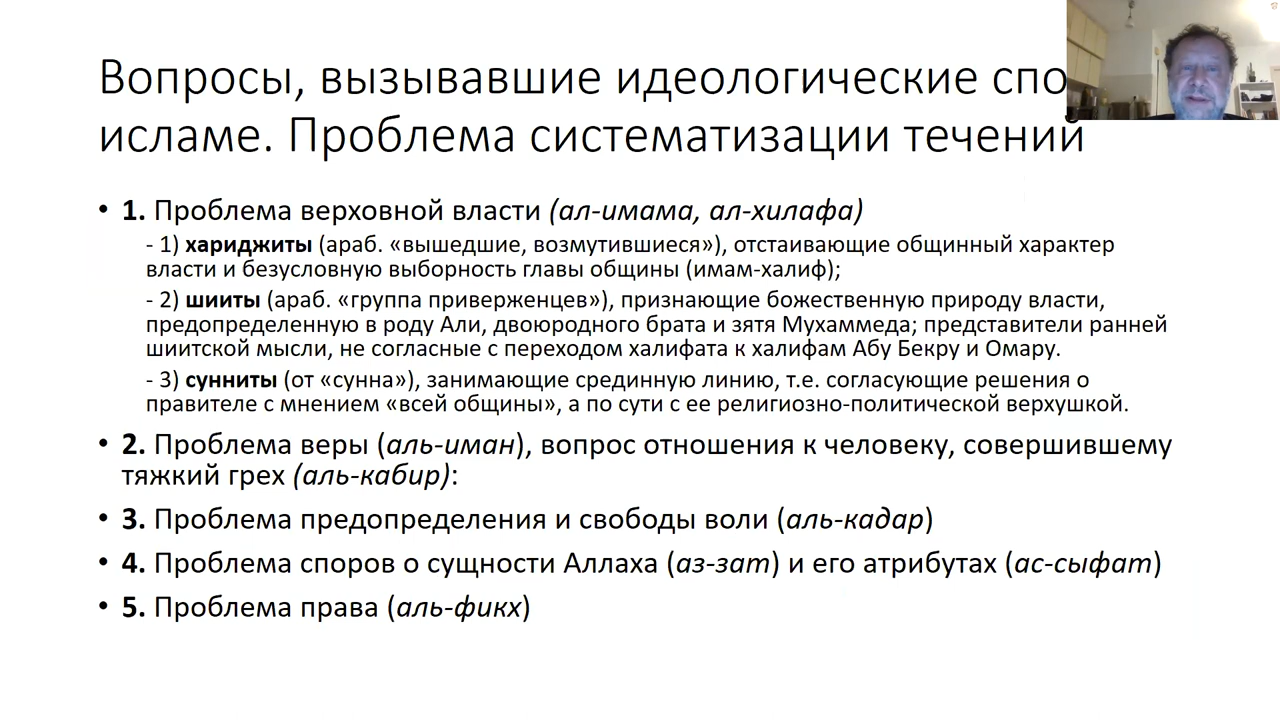 Вопросы, вызывавшие идеологические спо
исламе. Проблема систематизации течений
• 1. Проблема верховной власти (ал-имама, ал-хилафа)
- 1) хариджиты (араб. «вышедшие, возмутившиеся»), отстаивающие общинный характер
власти и безусловную выборность главы общины (имам-халиф);
- 2) шииты (араб. «группа приверженцев»), признающие божественную природу власти,
предопределенную в роду Али, двоюродного брата и зятя Мухаммеда; представители ранней
шиитской мысли, не согласные с переходом халифата к халифам Абу Бекру и Омару.
- 3) сунниты (от «сунна»), занимающие срединную линию, т.е. согласующие решения о
правителе с мнением «всей общины», а по сути с ее религиозно-политической верхушкой.
• 2. Проблема веры (аль-иман), вопрос отношения к человеку, совершившему
тяжкий грех (аль-кабир):
• 3. Проблема предопределения и свободы воли (аль-кадар)
• 4. Проблема споров о сущности Аллаха (аз-зат) и его атрибутах (ас-сыфат)
• 5. Проблема права (аль-фикх)